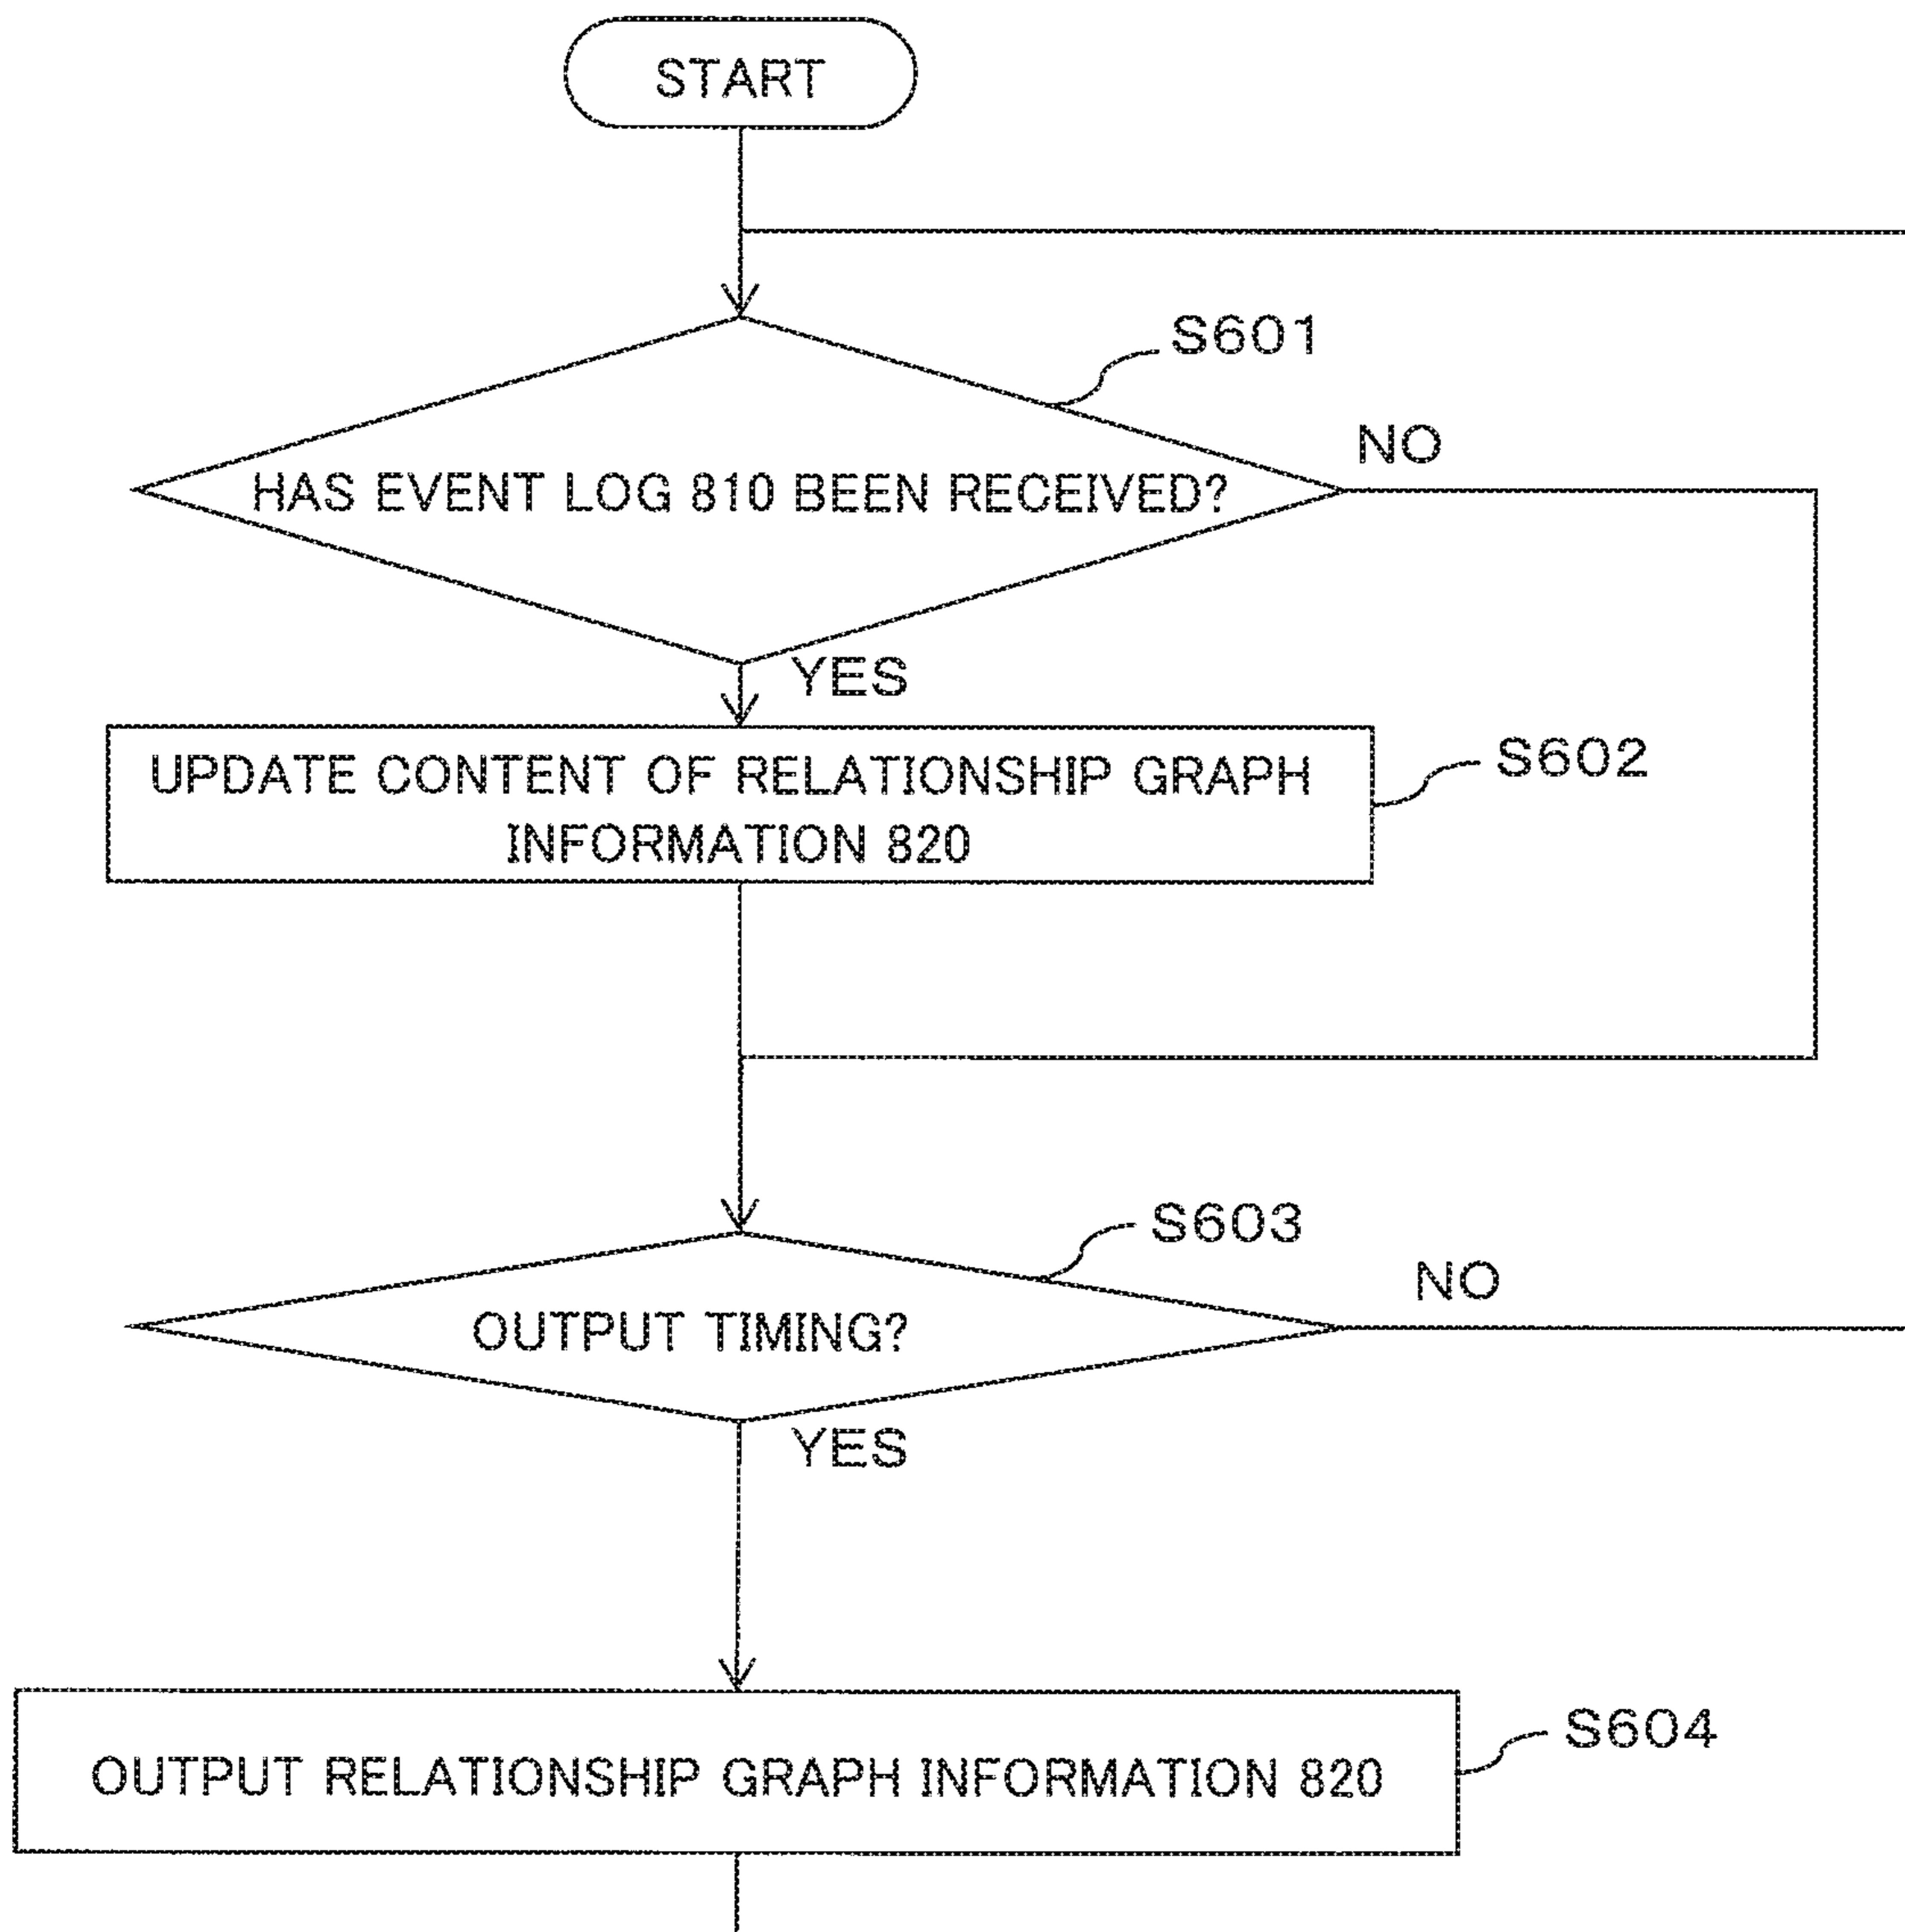 START
S601
NO
HAS EVENT LOG 810 BEEN RECEIVED?
YES
UPDATE CONTENT OF RELATIONSHIP GRAPH
INFORMATION 820
S602
S603
NO
OUTPUT TIMING?
YES
S604
OUTPUT RELATIONSHIP GRAPH INFORMATION 820